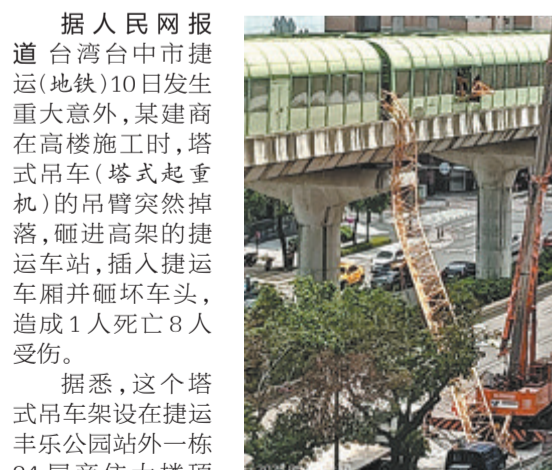 据人民网报
道 台湾台中市捷
运(地铁)10日发生
重大意外,某建商
在高楼施工时,塔
式吊车(塔式起重
机)的吊臂突然掉
落,砸进高架的捷
运车站,插入捷运
车厢并砸坏车头,
造成1人死亡8人
受伤。
据悉,这个塔
式吊车架设在捷运
丰乐公园站外一栋